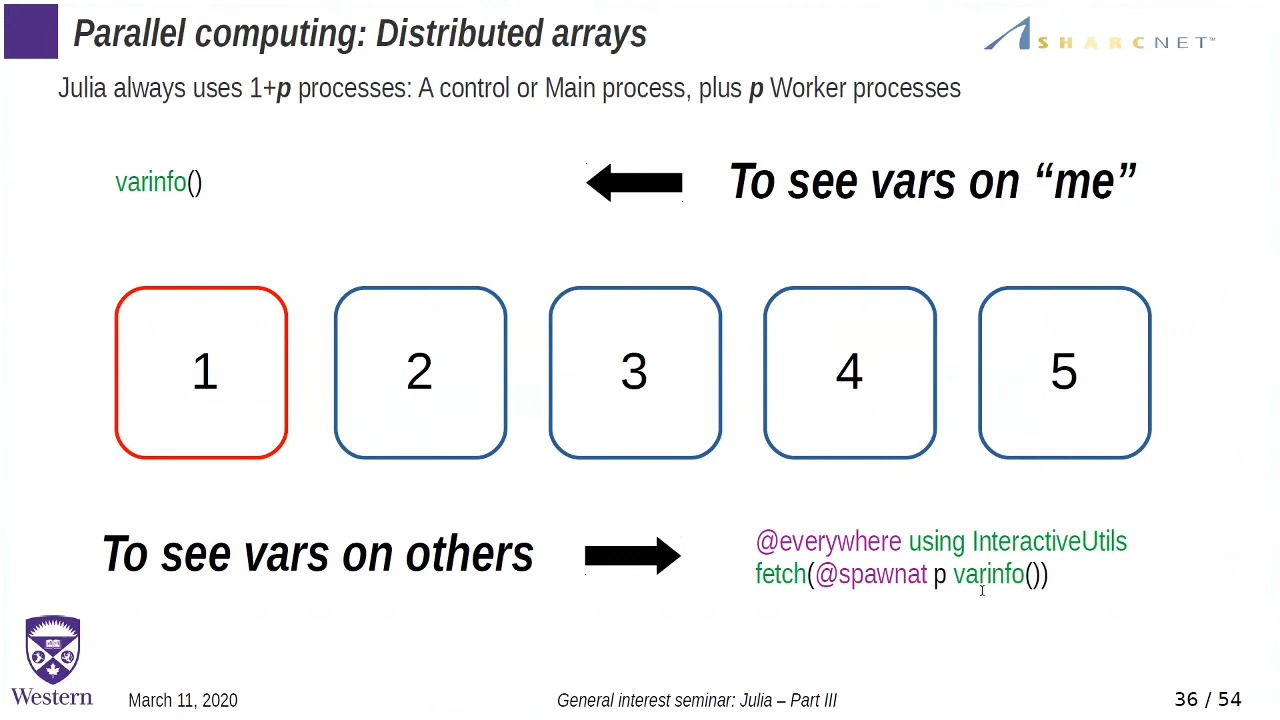 Parallel computing: Distributed arrays
SHARCNET™
Julia always uses 1+p processes: A control or Main process, plus p Worker processes
varinfo()
To see vars on “me”
1 2 3 4 5
To see vars on others
@everywhere using InteractiveUtils
fetch(@spawnat p varinfo())
Western
March 11, 2020
General interest seminar: Julia – Part III
36 / 54